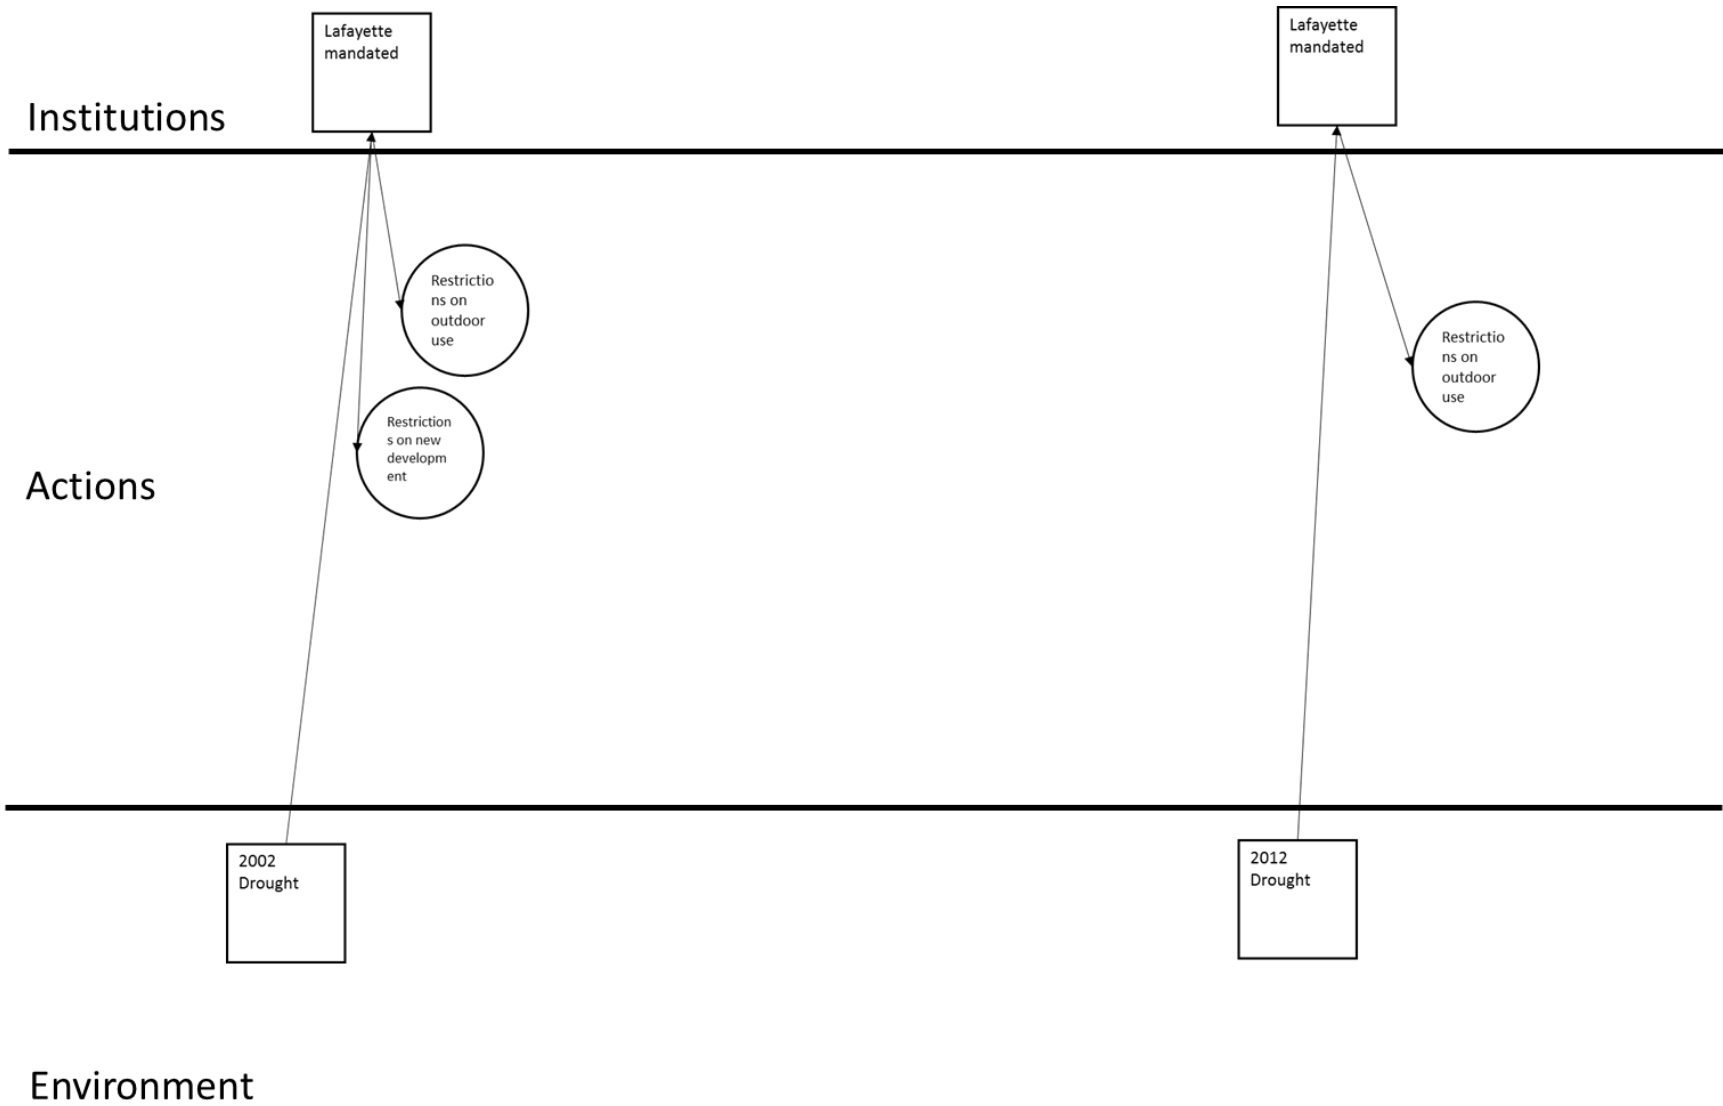 Lafayette
mandated
Lafayette
mandated
Institutions
Restrictio
ns on
outdoor
use
Restrictio
ns on
outdoor
use
Restriction
s on new
developm
ent
Actions
2002
Drought
2012
Drought
Environment